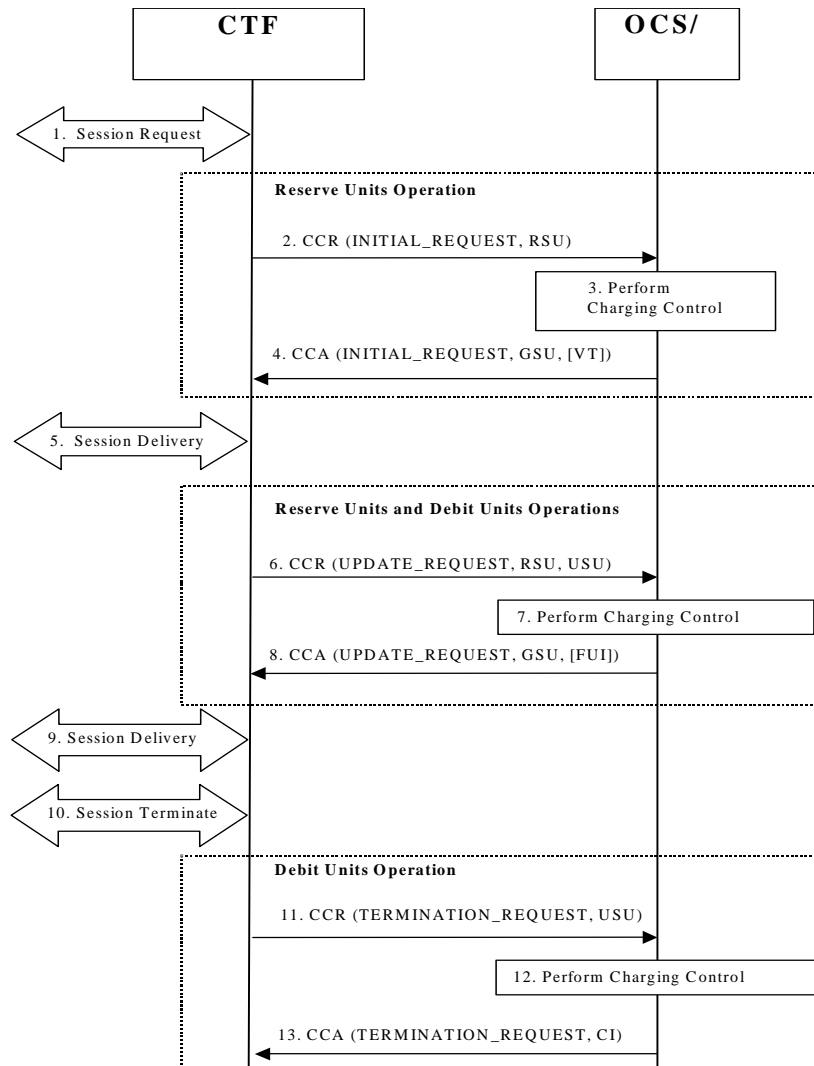 CTF
OCS/
1. Session Request
Reserve Units Operation
2. CCR (INITIAL_REQUEST, RSU)
3. Perform
Charging Control
4. CCA (INITIAL_REQUEST, GSU, [VT])
5. Session Delivery
Reserve Units and Debit Units Operations
6. CCR (UPDATE_REQUEST, RSU, USU)
7. Perform Charging Control
8. CCA (UPDATE_REQUEST, GSU, [FUI])
9. Session Delivery
10. Session Terminate
Debit Units Operation
11. CCR (TERMINATION_REQUEST, USU)
12. Perform Charging Control
13. CCA (TERMINATION_REQUEST, CI)